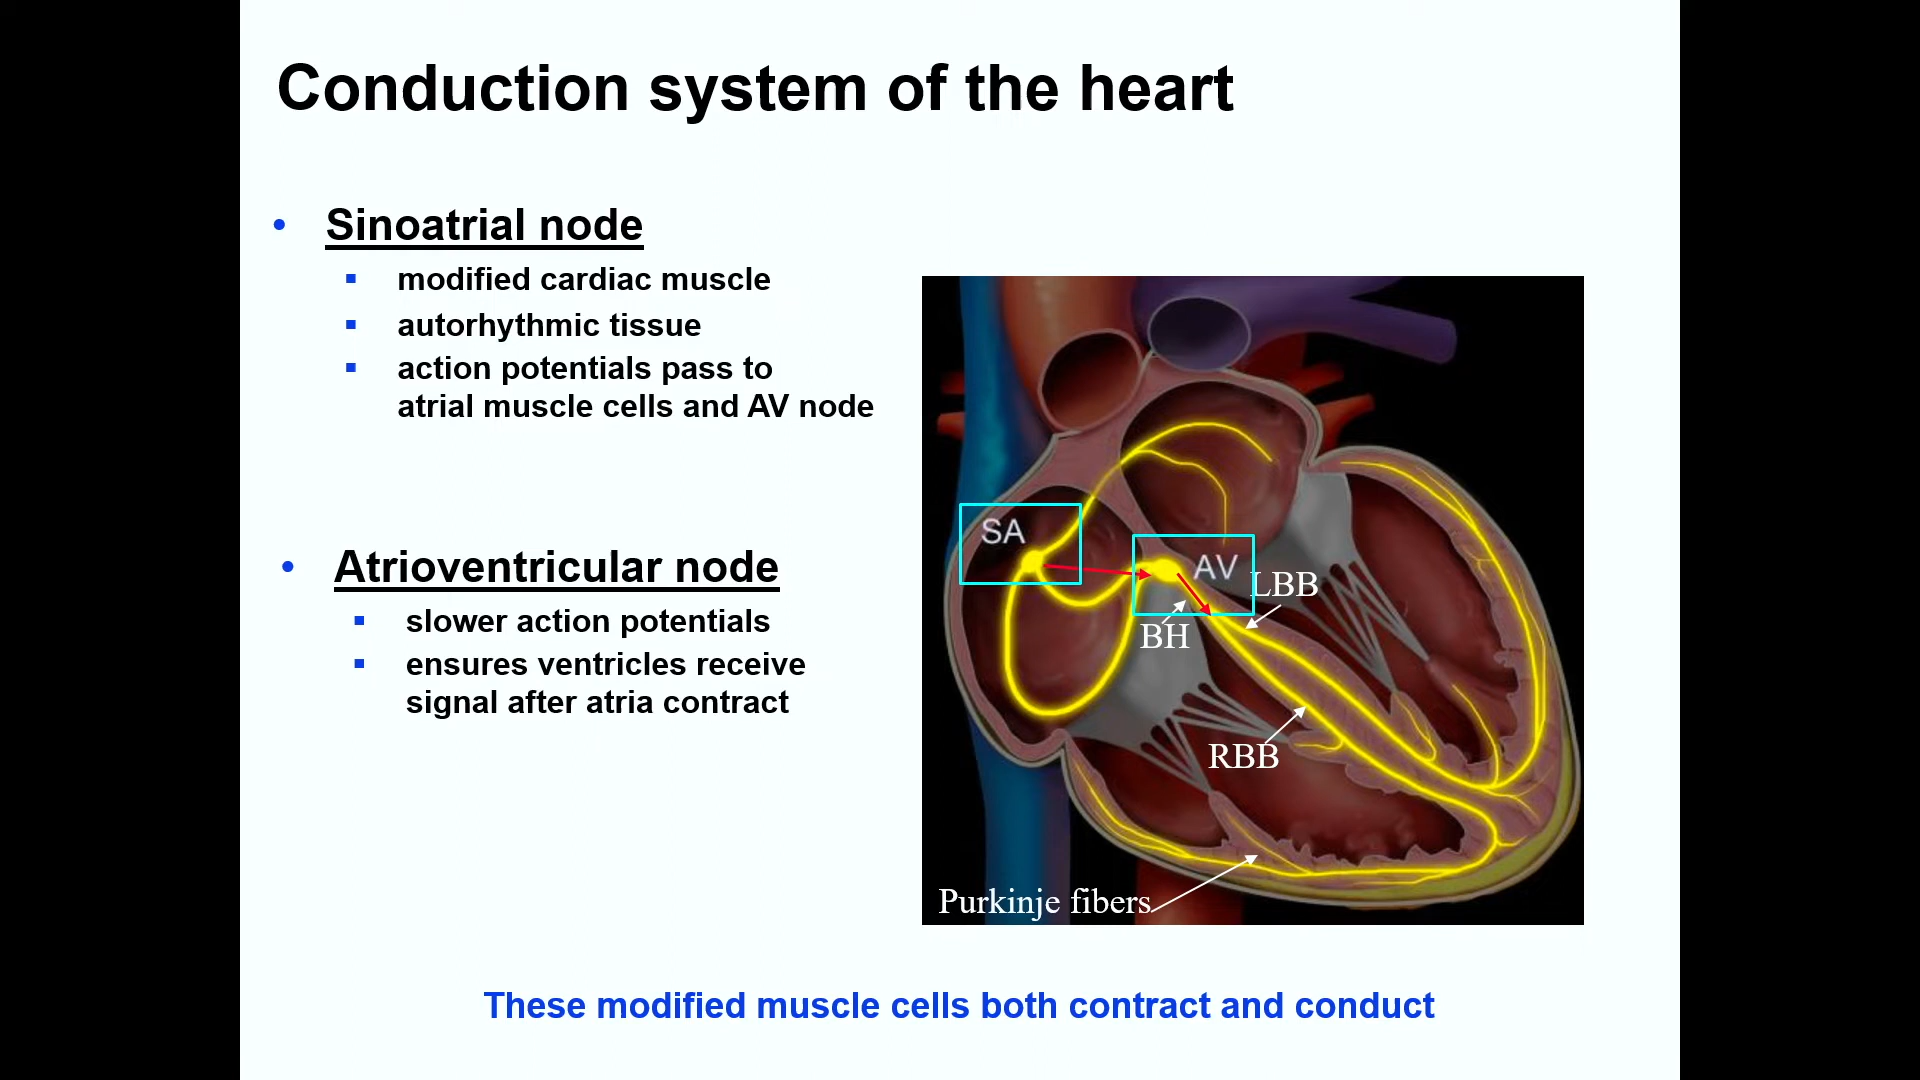 Conduction system of the heart
• Sinoatrial node
▪ modified cardiac muscle
▪ autorhythmic tissue
▪ action potentials pass to
atrial muscle cells and AV node
• Atrioventricular node
▪ slower action potentials
▪ ensures ventricles receive
signal after atria contract
SA
AV
LBB
BH
RBB
Purkinje fibers
These modified muscle cells both contract and conduct